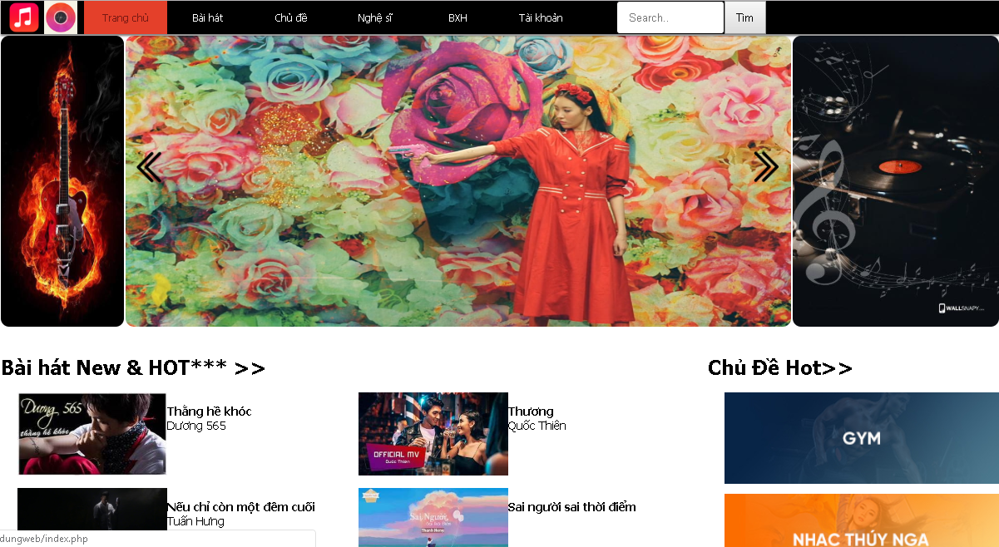 Trang chủ
Bài hát
Chủ đề
Nghệ sĩ
BXH
Tài khoản
Search..
Tìm
WALLSNAPY
Bài hát New & HOT*** >>
Chủ Đề Hot>>
Dương 565
thằng hề khóc
Thằng hề khóc
Dương 565
OFFICIAL MV
Quốc Thiên
Thương
Quốc Thiên
GYM
Nếu chỉ còn một đêm cuối
Tuấn Hưng
Sai, Người,
Sai thời điểm
Thanh Hưng
Sai người sai thời điểm
NHẠC THÚY NGA
dungweb/index.php